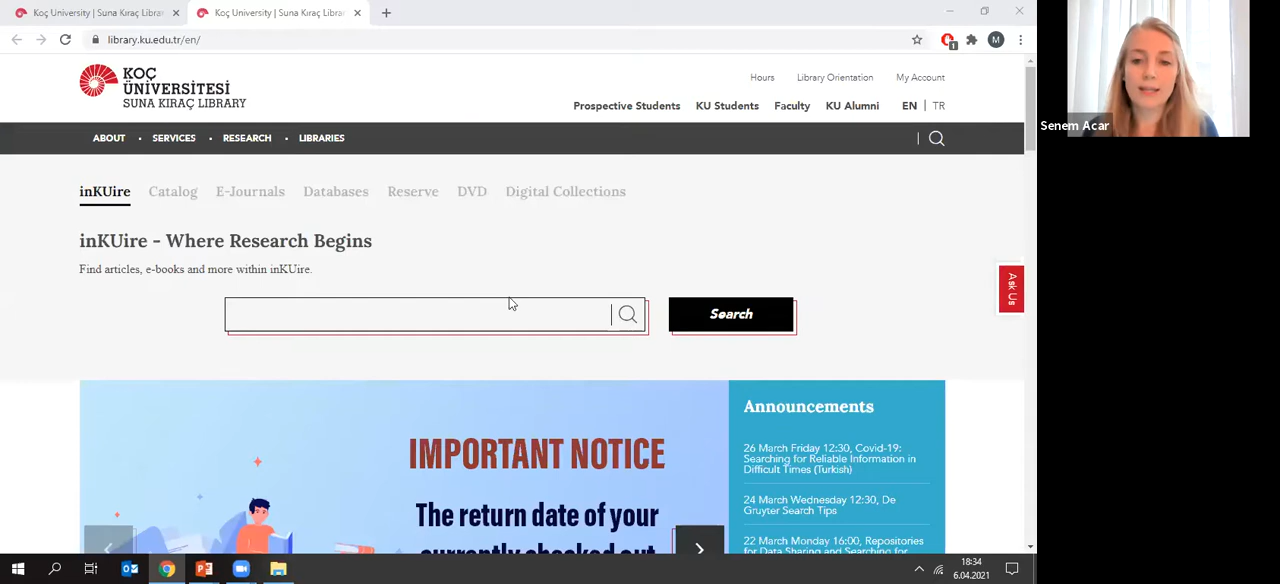 Koç University | Suna Kıraç Librar
Koç University | Suna Kıraç Librar
library.ku.edu.tr/en/
1
M
KOÇ
ÜNİVERSİTESİ
SUNA KIRAÇ LIBRARY
Hours
Library Orientation
My Account
Prospective Students
KU Students
Faculty
KU Alumni
EN | TR
ABOUT
SERVICES
RESEARCH
LIBRARIES
inKUire
Catalog
E-Journals
Databases
Reserve
DVD
Digital Collections
inKUire - Where Research Begins
Find articles, e-books and more within inKUire.
Search
Ask Us
IMPORTANT NOTICE
The return date of your
currently checked out
Announcements
26 March Friday 12:30, Covid-19:
Searching for Reliable Information in
Difficult Times (Turkish)
24 March Wednesday 12:30, De
Gruyter Search Tips
22 March Monday 16:00, Repositories
for Data Sharing and Searching for
Senem Acar
18:34
6.04.2021